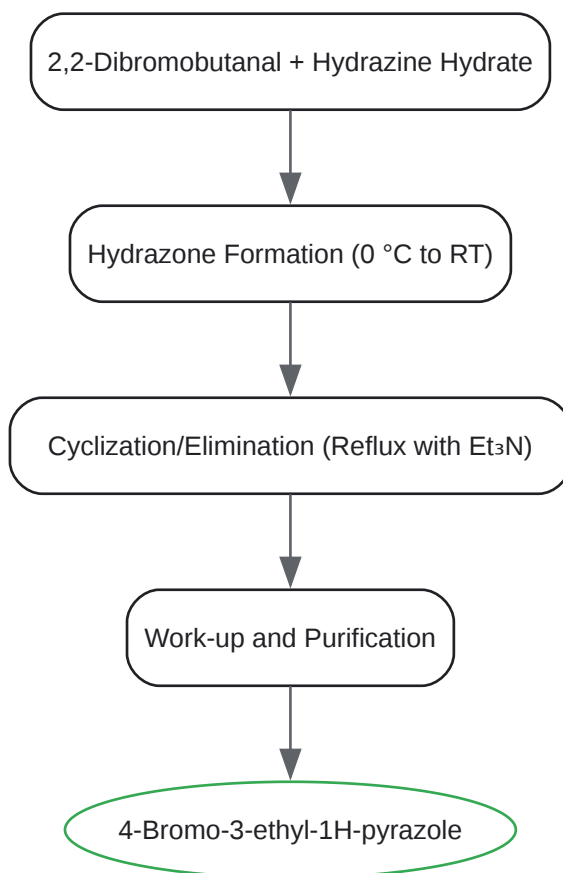 2,2-Dibromobutanal + Hydrazine Hydrate
Hydrazone Formation (0 °C to RT)
Cyclization/Elimination (Reflux with Et₃N)
Work-up and Purification
4-Bromo-3-ethyl-1H-pyrazole